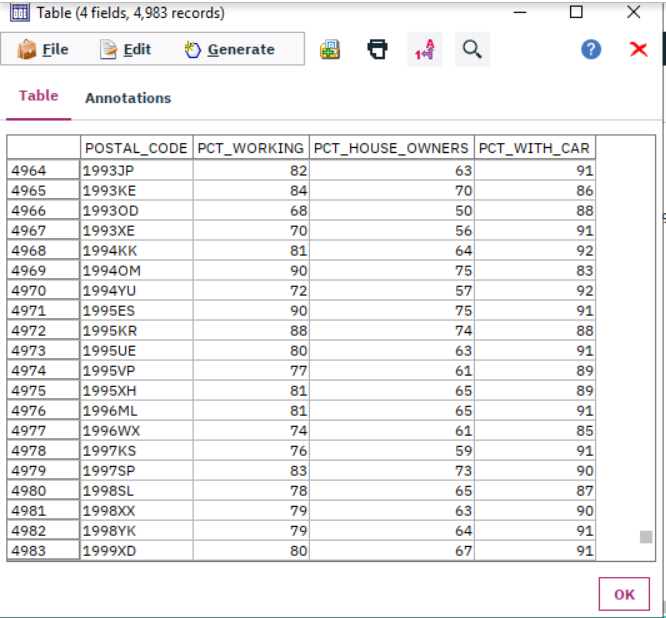 Table (4 fields, 4,983 records)
File Edit Generate
Table Annotations
POSTAL_CODE PCT_WORKING PCT_HOUSE_OWNERS PCT_WITH_CAR
4964 1993JP 82 63 91
4965 1993KE 84 70 86
4966 1993OD 68 50 88
4967 1993XE 70 56 91
4968 1994KK 81 64 92
4969 1994OM 90 75 83
4970 1994YU 72 57 92
4971 1995ES 90 75 91
4972 1995KR 88 74 88
4973 1995UE 80 63 91
4974 1995VP 77 61 89
4975 1995XH 81 65 89
4976 1996ML 81 65 91
4977 1996WX 74 61 85
4978 1997KS 76 59 91
4979 1997SP 83 73 90
4980 1998SL 78 65 87
4981 1998XX 79 63 90
4982 1998YK 79 64 91
4983 1999XD 80 67 91
OK